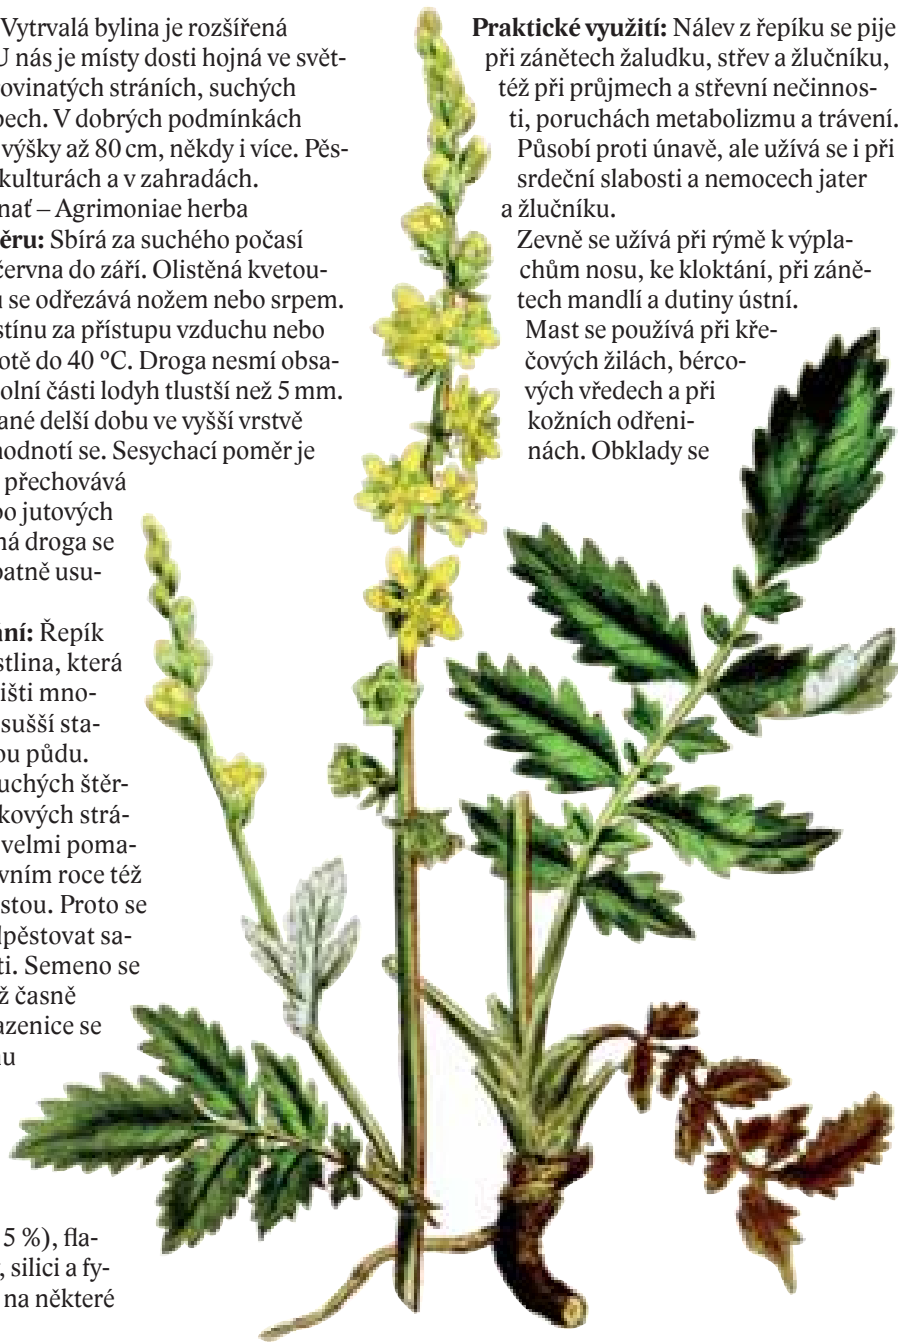 Vytrvalá bylina je rozšířená
U nás je místy dosti hojná ve svět-
ovinatých stráních, suchých
pech. V dobrých podmínkách
výšky až 80 cm, někdy i více. Pěs-
kulturách a v zahradách.
nať – Agrimoniae herba
ěru: Sbírá za suchého počasí
června do září. Olistěná kvetou-
se odřezává nožem nebo srpem.
stínu za přístupu vzduchu nebo
otě do 40 °C. Droga nesmí obsa-
olní části lodyh tlustší než 5 mm.
ané delší dobu ve vyšší vrstvě
hodnotí se. Sesychací poměr je
přechovává
bo jutových
ná droga se
patně usu-
ání: Řepík
stlina, která
išti mno-
sušší sta-
ou půdu.
uchých štěr-
kových strá-
velmi poma-
vním roce též
stou. Proto se
dpěstovat sa-
ti. Semeno se
ž časně
azenice se
nu
5 %), fla-
, silici a fy-
na některé
Praktické využití: Nálev z řepíku se pije
při zánětech žaludku, střev a žlučníku,
též při průjmech a střevní nečinnos-
ti, poruchách metabolizmu a trávení.
Působí proti únavě, ale užívá se i při
srdeční slabosti a nemocech jater
a žlučníku.
Zevně se užívá při rýmě k výpla-
chům nosu, ke kloktání, při záně-
tech mandlí a dutiny ústní.
Mast se používá při kře-
čových žilách, bérco-
vých vředech a při
kožních odřeni-
nách. Obklady se